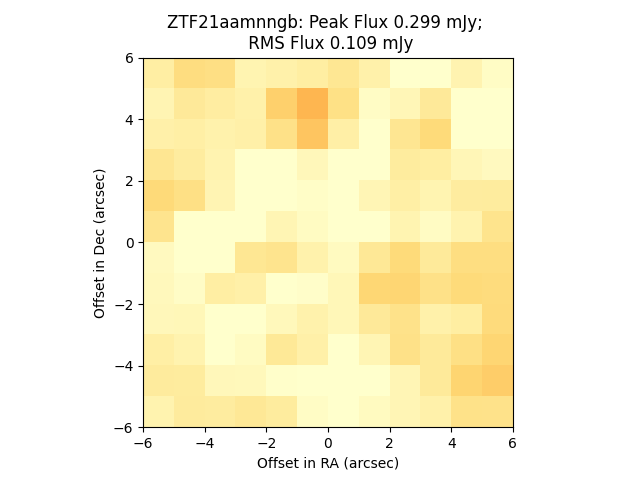 ZTF21aamnngb: Peak Flux 0.299 mJy;
RMS Flux 0.109 mJy
6
4
2
0
−2
−4
−6
Offset in Dec (arcsec)
−6 −4 −2 0 2 4 6
Offset in RA (arcsec)